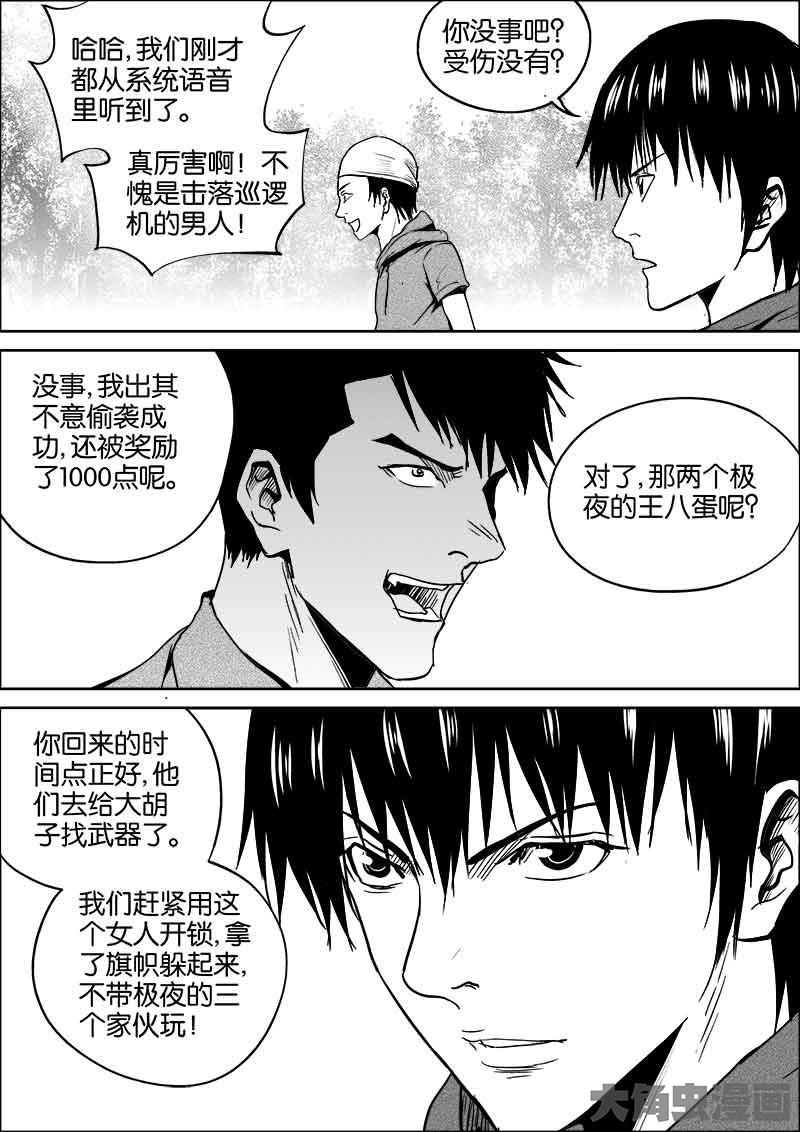 哈哈,我们刚才
都从系统语音
里听到了。
真厉害啊！不
愧是击落巡逻
机的男人！
你没事吧？
受伤没有？
没事,我出其
不意偷袭成
功,还被奖励
了1000点呢。
对了,那两个极
夜的王八蛋呢？
你回来的时
间点正好,他
们去给大胡
子找武器了。
我们赶紧用这
个女人开锁,拿
了旗帜躲起来,
不带极夜的三
个家伙玩！
大角虫漫画